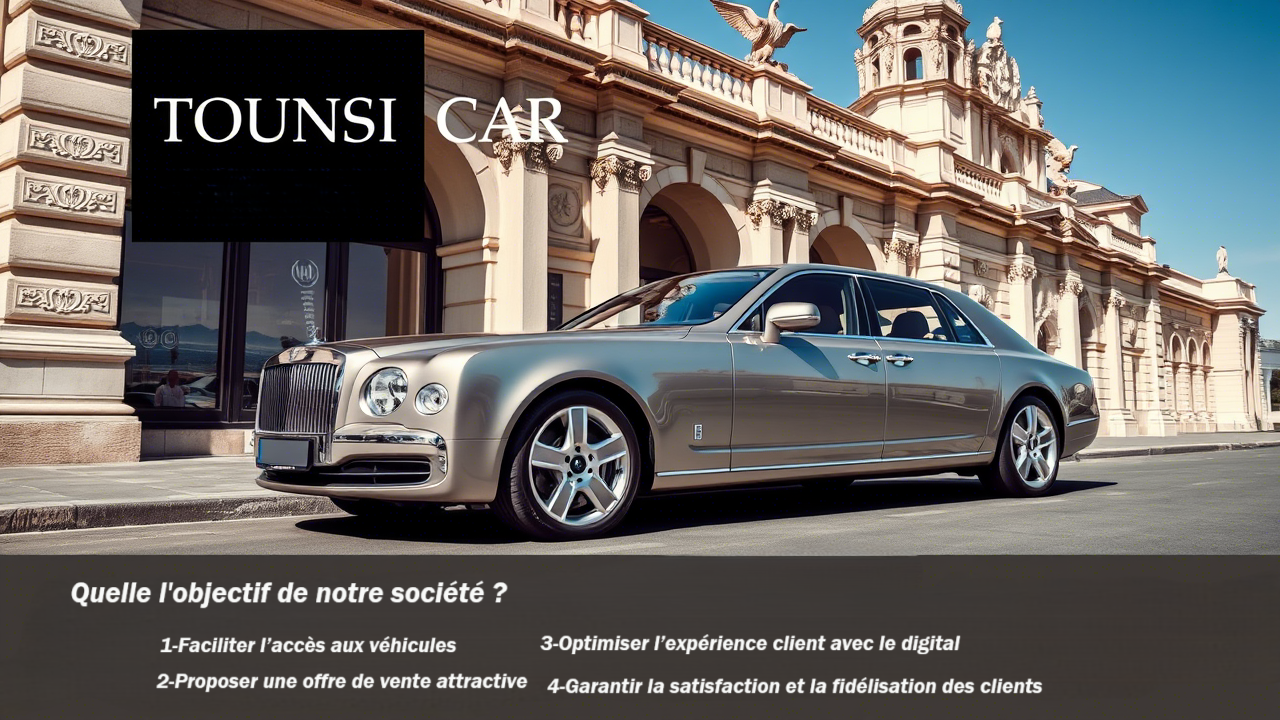 TOUNSI CAR
Quelle l'objectif de notre société ?
1-Faciliter l'accès aux véhicules
2-Proposer une offre de vente attractive
3-Optimiser l'expérience client avec le digital
4-Garantir la satisfaction et la fidélisation des clients